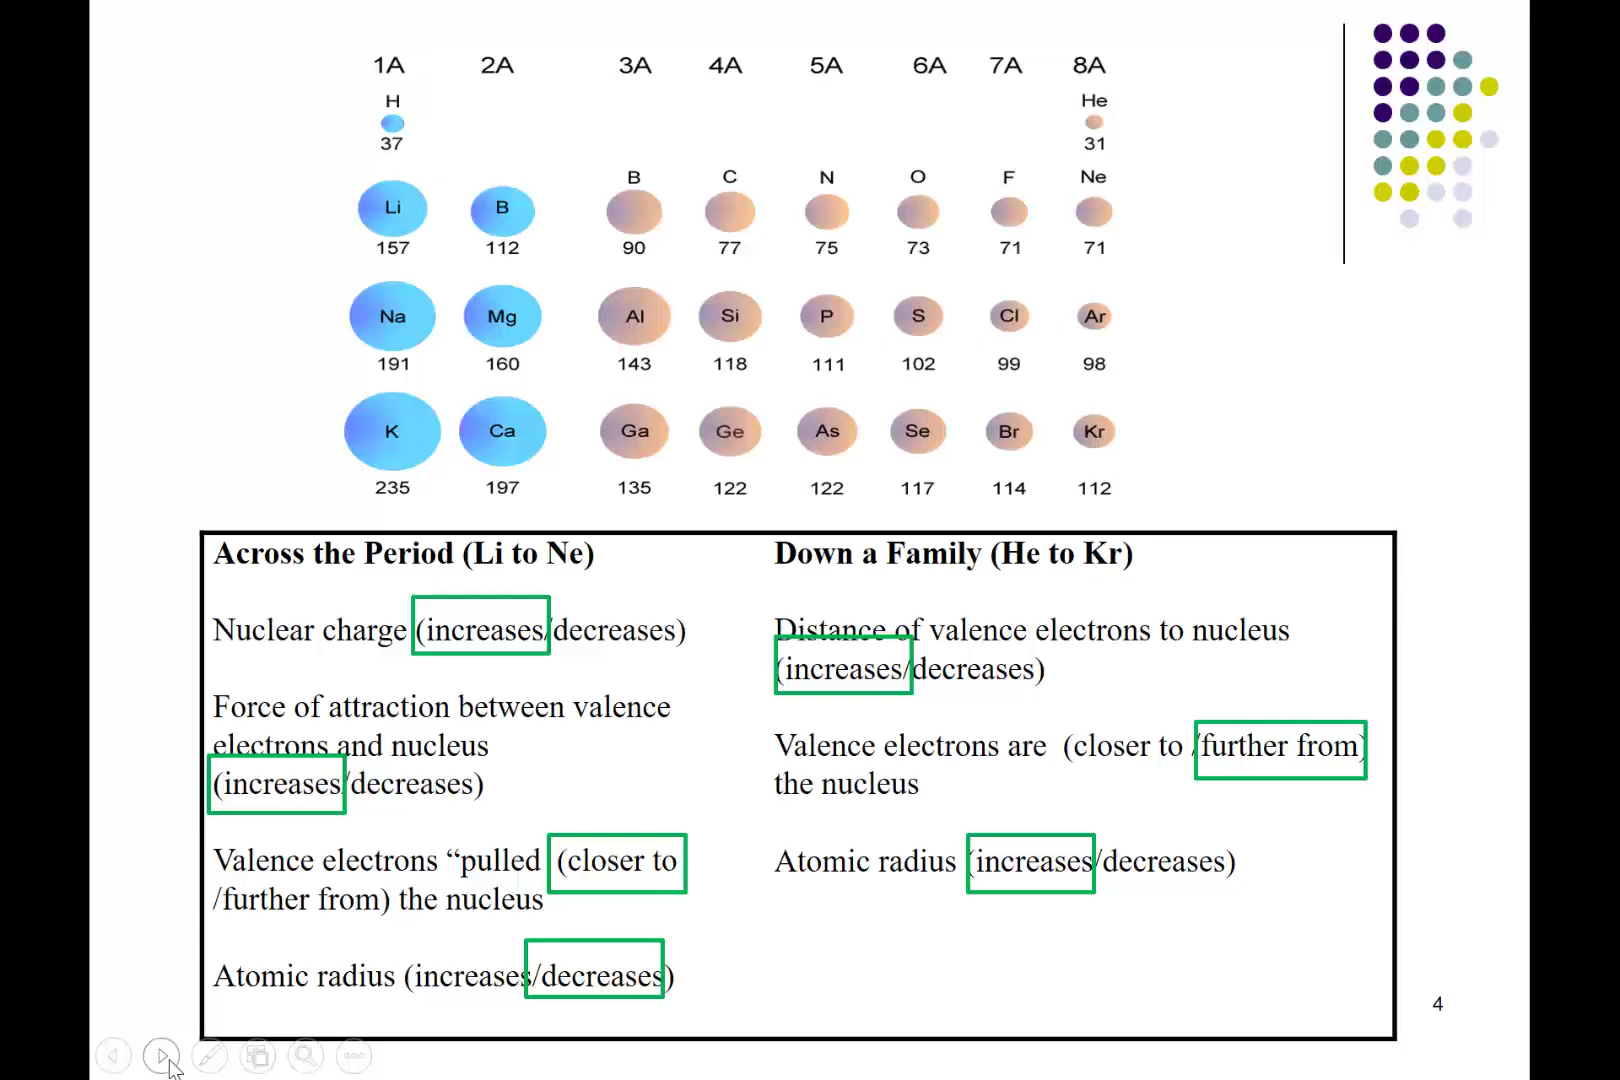 1A 2A 3A 4A 5A 6A 7A 8A
H He
37 31
B C N O F Ne
Li B
157 112 90 77 75 73 71 71
Na Mg Al Si P S Cl Ar
191 160 143 118 111 102 99 98
K Ca Ga Ge As Se Br Kr
235 197 135 122 122 117 114 112
Across the Period (Li to Ne)
Nuclear charge (increases/decreases)
Force of attraction between valence
electrons and nucleus
(increases/decreases)
Valence electrons “pulled (closer to
/further from) the nucleus
Atomic radius (increases/decreases)
Down a Family (He to Kr)
Distance of valence electrons to nucleus
(increases/decreases)
Valence electrons are (closer to /further from)
the nucleus
Atomic radius (increases/decreases)
4